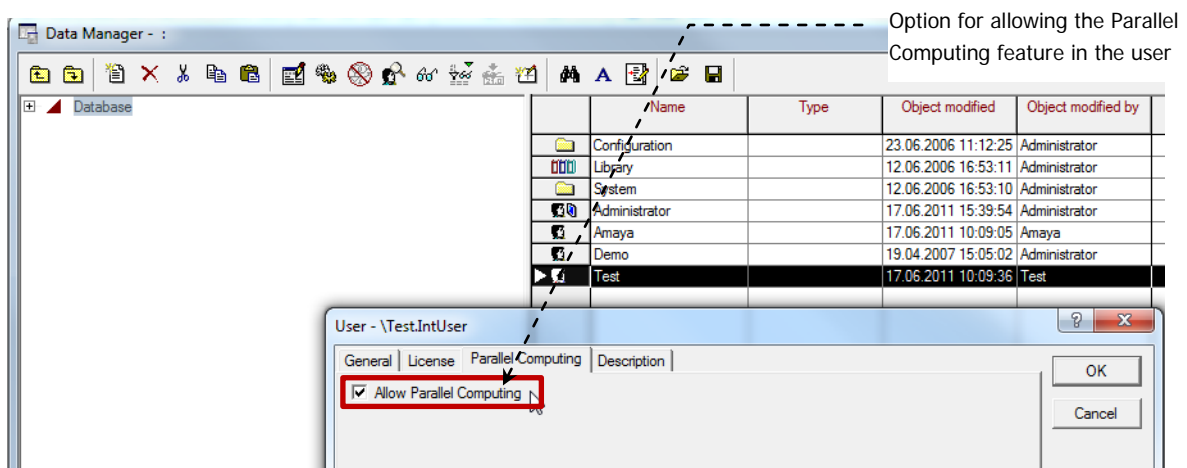 Option for allowing the Parallel
Computing feature in the user
Data Manager - :
Database
Name Type Object modified Object modified by
Configuration 23.06.2006 11:12:25 Administrator
Library 12.06.2006 16:53:11 Administrator
System 12.06.2006 16:53:10 Administrator
Administrator 17.06.2011 15:39:54 Administrator
Amaya 17.06.2011 10:09:05 Amaya
Demo 19.04.2007 15:05:02 Administrator
Test 17.06.2011 10:09:36 Test
User - \Test.IntUser
General License Parallel Computing Description
Allow Parallel Computing
OK
Cancel